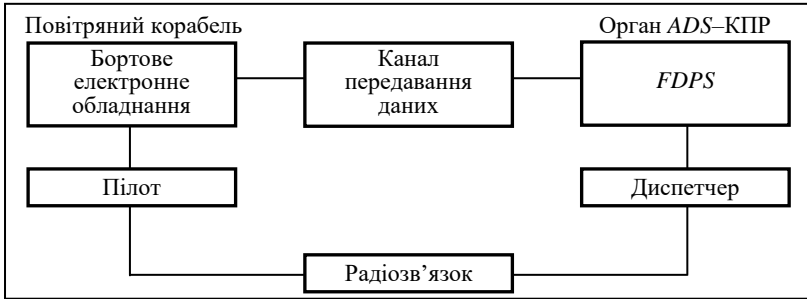 Повітряний корабель
Орган ADS–КПР
Бортове
електронне
обладнання
Канал
передавання
даних
FDPS
Пілот
Диспетчер
Радіозв’язок